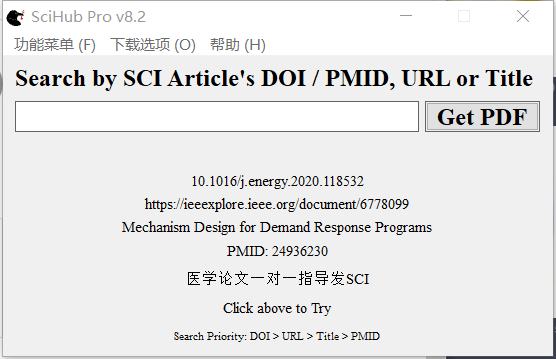 SciHub Pro v8.2
功能菜单 (F) 下载选项 (O) 帮助 (H)
Search by SCI Article's DOI / PMID, URL or Title
Get PDF
10.1016/j.energy.2020.118532
https://ieeexplore.ieee.org/document/6778099
Mechanism Design for Demand Response Programs
PMID: 24936230
医学论文一对一指导发SCI
Click above to Try
Search Priority: DOI > URL > Title > PMID